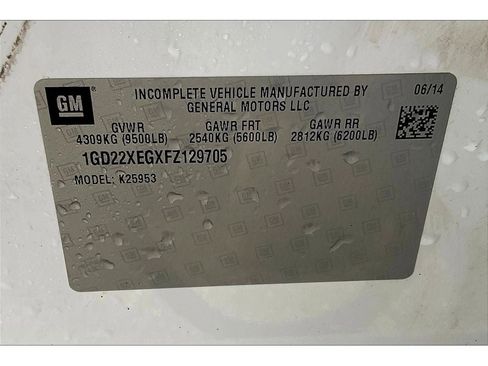 GM
INCOMPLETE VEHICLE MANUFACTURED BY
GENERAL MOTORS LLC
06/14
GVWR GAWR FRT GAWR RR
4309KG (9500LB) 2540KG (5600LB) 2812KG (6200LB)
1GD22XEGXFZ129705
MODEL: K25953